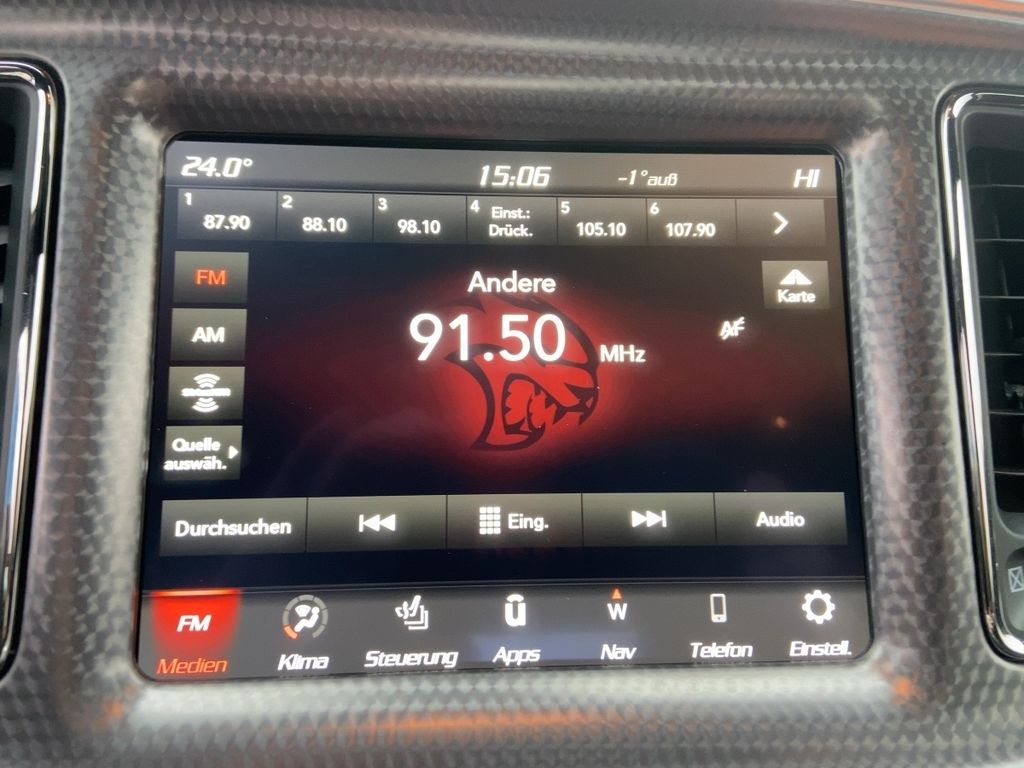 24.0° 15:06 -1°auß HI
1 87.90 2 88.10 3 98.10 4 Einst.: Drück. 5 105.10 6 107.90
FM
Andere
Karte
91.50 MHz
AF
AM
Quelle
auswäh.
Durchsuchen Eing. Audio
FM W
Medien Klima Steuerung Apps Nav Telefon Einstell.